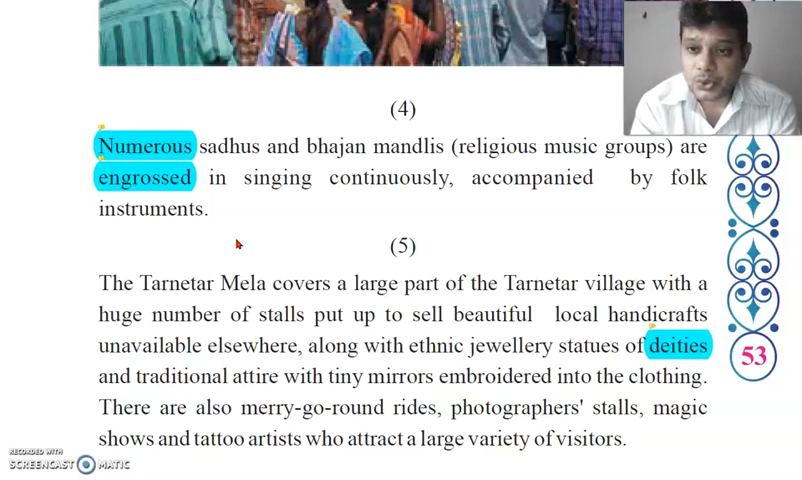 (4)
Numerous sadhus and bhajan mandlis (religious music groups) are
engrossed in singing continuously, accompanied by folk
instruments.
(5)
The Tarnetar Mela covers a large part of the Tarnetar village with a
huge number of stalls put up to sell beautiful local handicrafts
unavailable elsewhere, along with ethnic jewellery statues of deities
and traditional attire with tiny mirrors embroidered into the clothing.
There are also merry-go-round rides, photographers' stalls, magic
shows and tattoo artists who attract a large variety of visitors.
53
RECORDED WITH
SCREENCAST MATIC